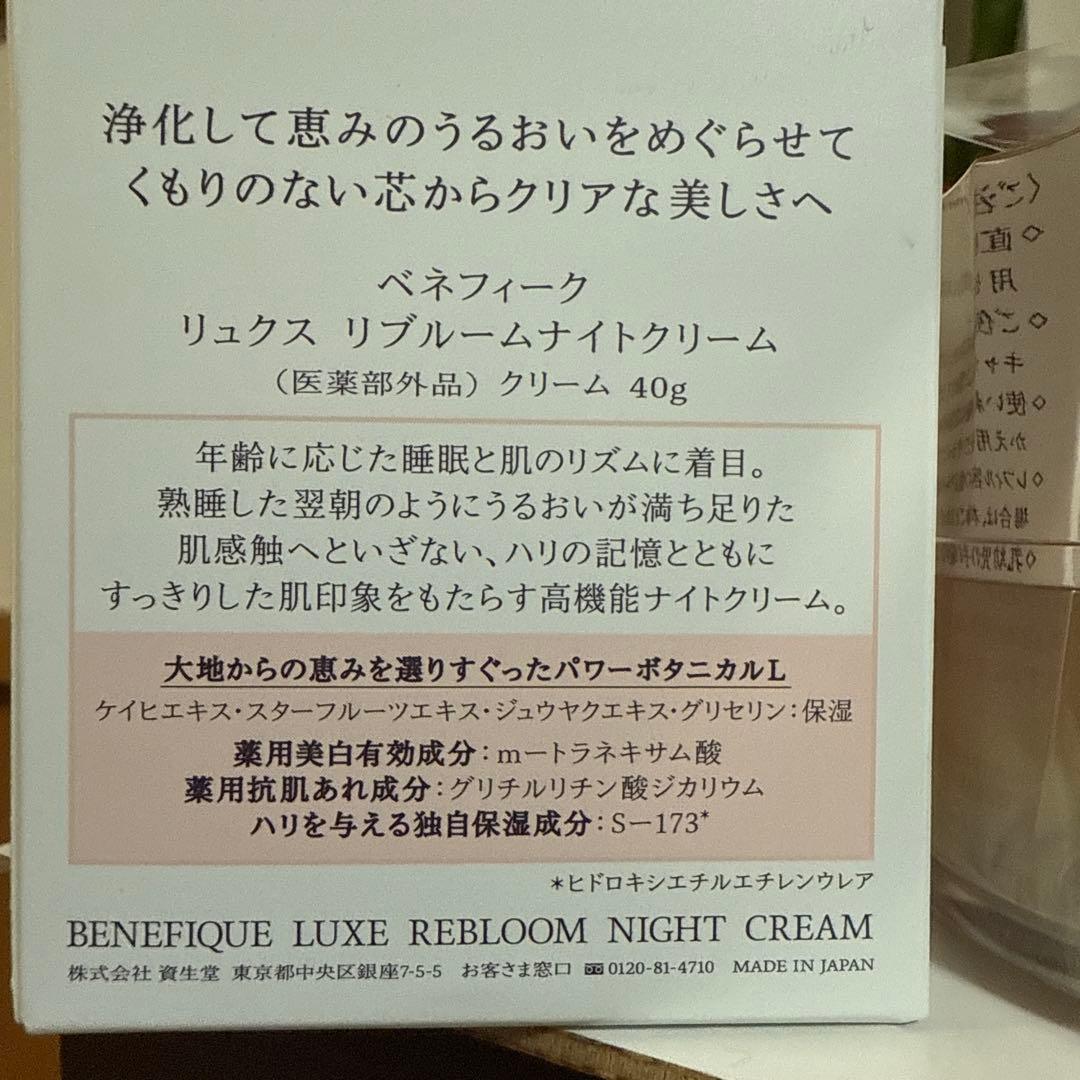 浄化して恵みのうるおいをめぐらせて
くもりのない芯からクリアな美しさへ
ベネフィーク
リュクス リブルームナイトクリーム
（医薬部外品）クリーム 40g
年齢に応じた睡眠と肌のリズムに着目。
熟睡した翌朝のようにうるおいが満ち足りた
肌感触へといざない、ハリの記憶とともに
すっきりした肌印象をもたらす高機能ナイトクリーム。
大地からの恵みを選りすぐったパワーボタニカルL
ケイヒエキス・スターフルーツエキス・ジュウヤクエキス・グリセリン：保湿
薬用美白有効成分：m－トラネキサム酸
薬用抗肌あれ成分：グリチルリチン酸ジカリウム
ハリを与える独自保湿成分：S－173*
＊ヒドロキシエチルエチレンウレア
BENEFIQUE LUXE REBLOOM NIGHT CREAM
株式会社 資生堂 東京都中央区銀座7-5-5 お客さま窓口 0120-81-4710 MADE IN JAPAN